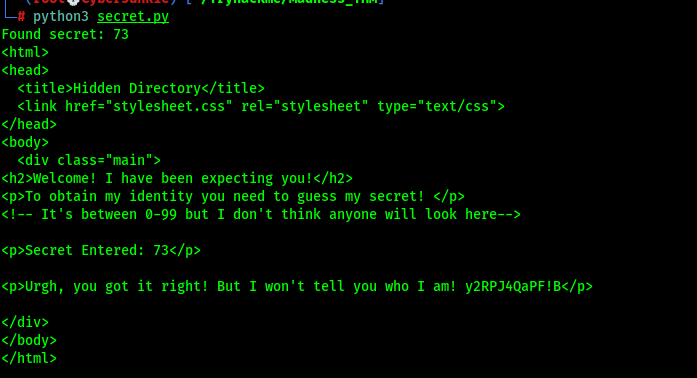 # python3 secret.py
Found secret: 73
<html>
<head>
  <title>Hidden Directory</title>
  <link href="stylesheet.css" rel="stylesheet" type="text/css">
</head>
<body>
  <div class="main">
<h2>Welcome! I have been expecting you!</h2>
<p>To obtain my identity you need to guess my secret! </p>
<!-- It's between 0-99 but I don't think anyone will look here-->
<p>Secret Entered: 73</p>
<p>Urgh, you got it right! But I won't tell you who I am! y2RPJ4QaPF!B</p>
</div>
</body>
</html>